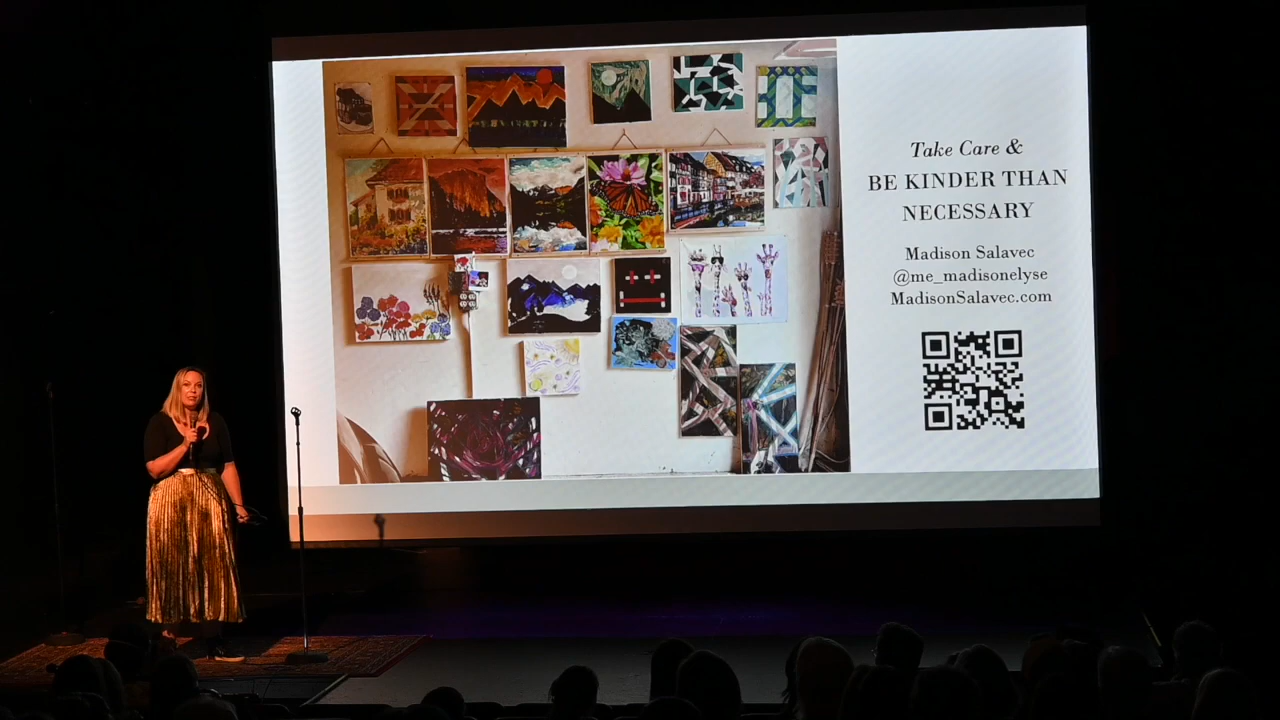 Take Care &
BE KINDER THAN
NECESSARY
Madison Salavec
@me_madisonelyse
MadisonSalavec.com